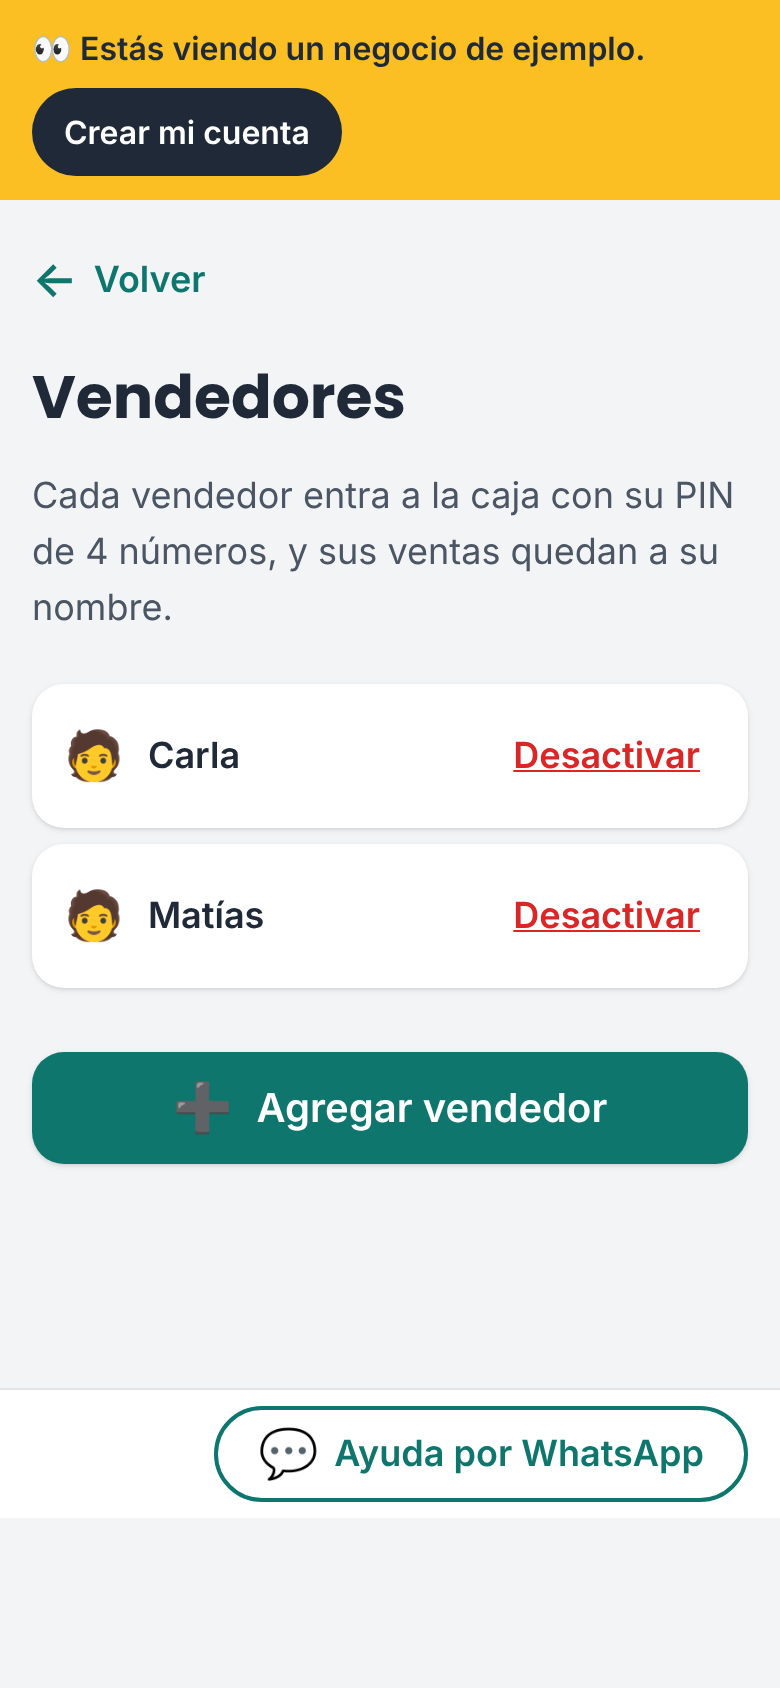 👀 Estás viendo un negocio de ejemplo.
Crear mi cuenta
← Volver
Vendedores
Cada vendedor entra a la caja con su PIN
de 4 números, y sus ventas quedan a su
nombre.
Carla Desactivar
Matías Desactivar
➕ Agregar vendedor
💬 Ayuda por WhatsApp